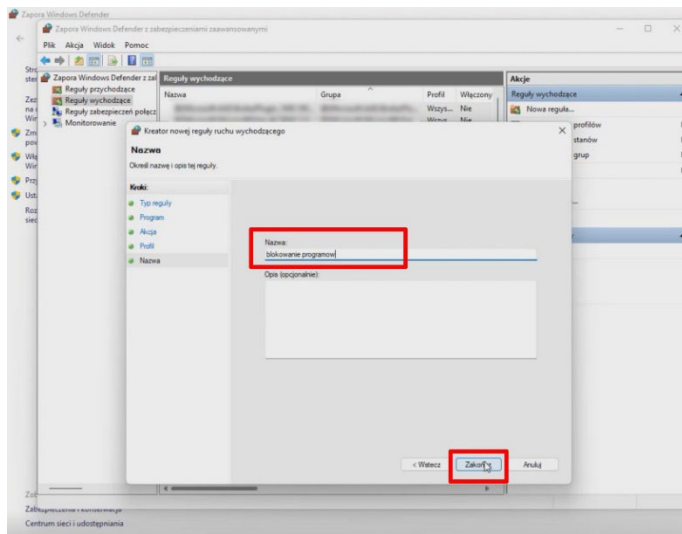 Zapora Windows Defender
Zapora Windows Defender z zabezpieczeniami zaawansowanymi
Plik Akcja Widok Pomoc
Zapora Windows Defender z zal
Reguły przychodzące
Reguły wychodzące
Reguły zabezpieczeń połącz
Monitorowanie
Reguły wychodzące
Nazwa Grupa Profil Włączony
Wszys... Nie
Wszys... Nie
Akcje
Reguły wychodzące
Nowa reguła...
profilów
stanów
grup
Kreator nowej reguły ruchu wychodzącego
Nazwa
Określ nazwę i opis tej reguły.
Kroki:
Typ reguły
Program
Akcja
Profil
Nazwa
Nazwa:
blokowanie programow
Opis (opcjonalnie):
< Wstecz Anuluj
Centrum sieci i udostępniania